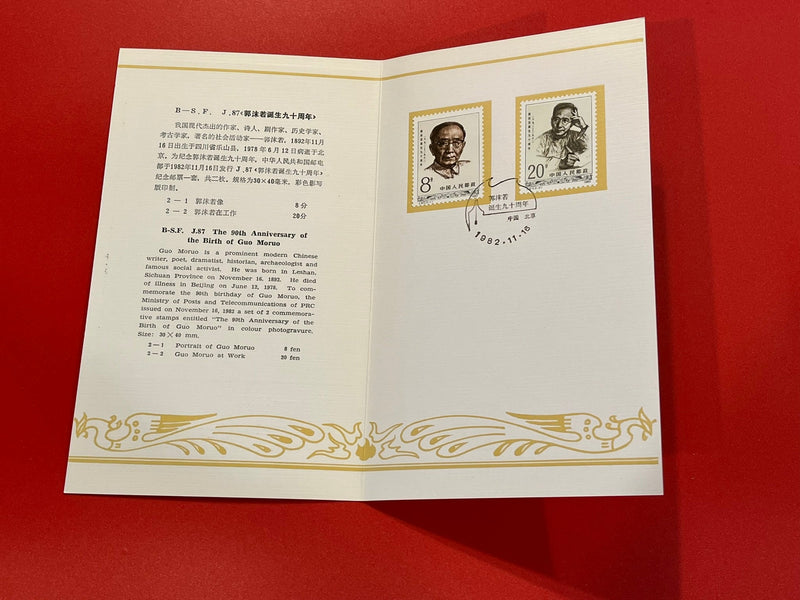 B—S.F. J.87《郭沫若诞生九十周年》
我国现代杰出的作家、诗人、剧作家、历史学家、
考古学家，著名的社会活动家——郭沫若，1892年11月
16日出生于四川省乐山县，1978年6月12日病逝于北
京，为纪念郭沫若诞生九十周年，中华人民共和国邮电
部于1982年11月16日发行J.87《郭沫若诞生九十周年》
纪念邮票一套，共二枚。规格为30×40毫米，彩色影写
版印制。
2—1 郭沫若像 8分
2—2 郭沫若在工作 20分
B-S.F. J.87 The 90th Anniversary of
the Birth of Guo Moruo
Guo Moruo is a prominent modern Chinese
writer, poet, dramatist, historian, archaeologist and
famous social activist. He was born in Leshan,
Sichuan Province on November 16. 1892. He died
of illness in Beijing on June 12, 1978. To com-
memorate the 90th birthday of Guo Moruo, the
Ministry of Posts and Telecommunications of PRC
issued on November 16, 1982 a set of 2 commemora-
tive stamps entitled "The 90th Anniversary of the
Birth of Guo Moruo" in colour photogravure.
Size: 30×40 mm.
2—1 Portrait of Guo Moruo 8 fen
2—2 Guo Moruo at Work 20 fen
8分
中国人民邮政
20分
中国人民邮政
郭沫若
诞生九十周年
中国 北京
1982.11.16